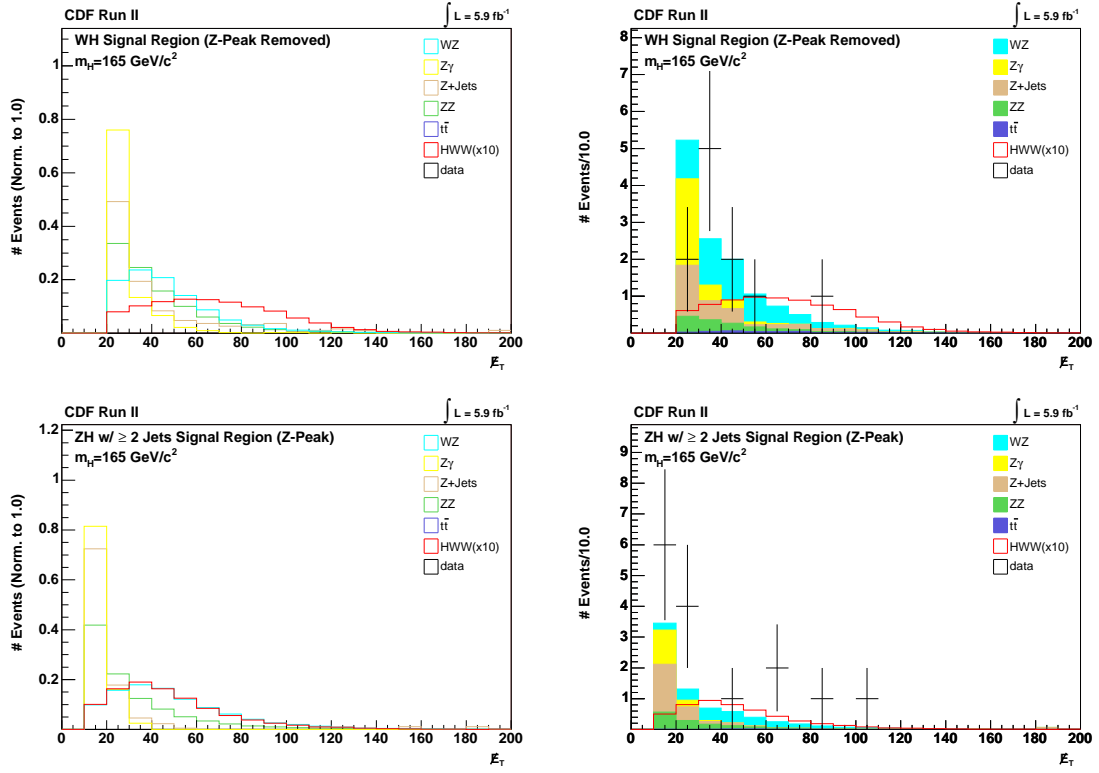 CDF Run II
∫ L = 5.9 fb⁻¹
WH Signal Region (Z-Peak Removed)
m_H=165 GeV/c²
WZ
Zγ
Z+Jets
ZZ
tt̄
HWW(x10)
data
# Events (Norm. to 1.0)
1
0.8
0.6
0.4
0.2
0 20 40 60 80 100 120 140 160 180 200
E̸_T
CDF Run II
∫ L = 5.9 fb⁻¹
WH Signal Region (Z-Peak Removed)
m_H=165 GeV/c²
WZ
Zγ
Z+Jets
ZZ
tt̄
HWW(x10)
data
# Events/10.0
8
7
6
5
4
3
2
1
0 20 40 60 80 100 120 140 160 180 200
E̸_T
CDF Run II
∫ L = 5.9 fb⁻¹
ZH w/ ≥ 2 Jets Signal Region (Z-Peak)
m_H=165 GeV/c²
WZ
Zγ
Z+Jets
ZZ
tt̄
HWW(x10)
data
# Events (Norm. to 1.0)
1.2
1
0.8
0.6
0.4
0.2
0 20 40 60 80 100 120 140 160 180 200
E̸_T
CDF Run II
∫ L = 5.9 fb⁻¹
ZH w/ ≥ 2 Jets Signal Region (Z-Peak)
m_H=165 GeV/c²
WZ
Zγ
Z+Jets
ZZ
tt̄
HWW(x10)
data
# Events/10.0
9
8
7
6
5
4
3
2
1
0 20 40 60 80 100 120 140 160 180 200
E̸_T